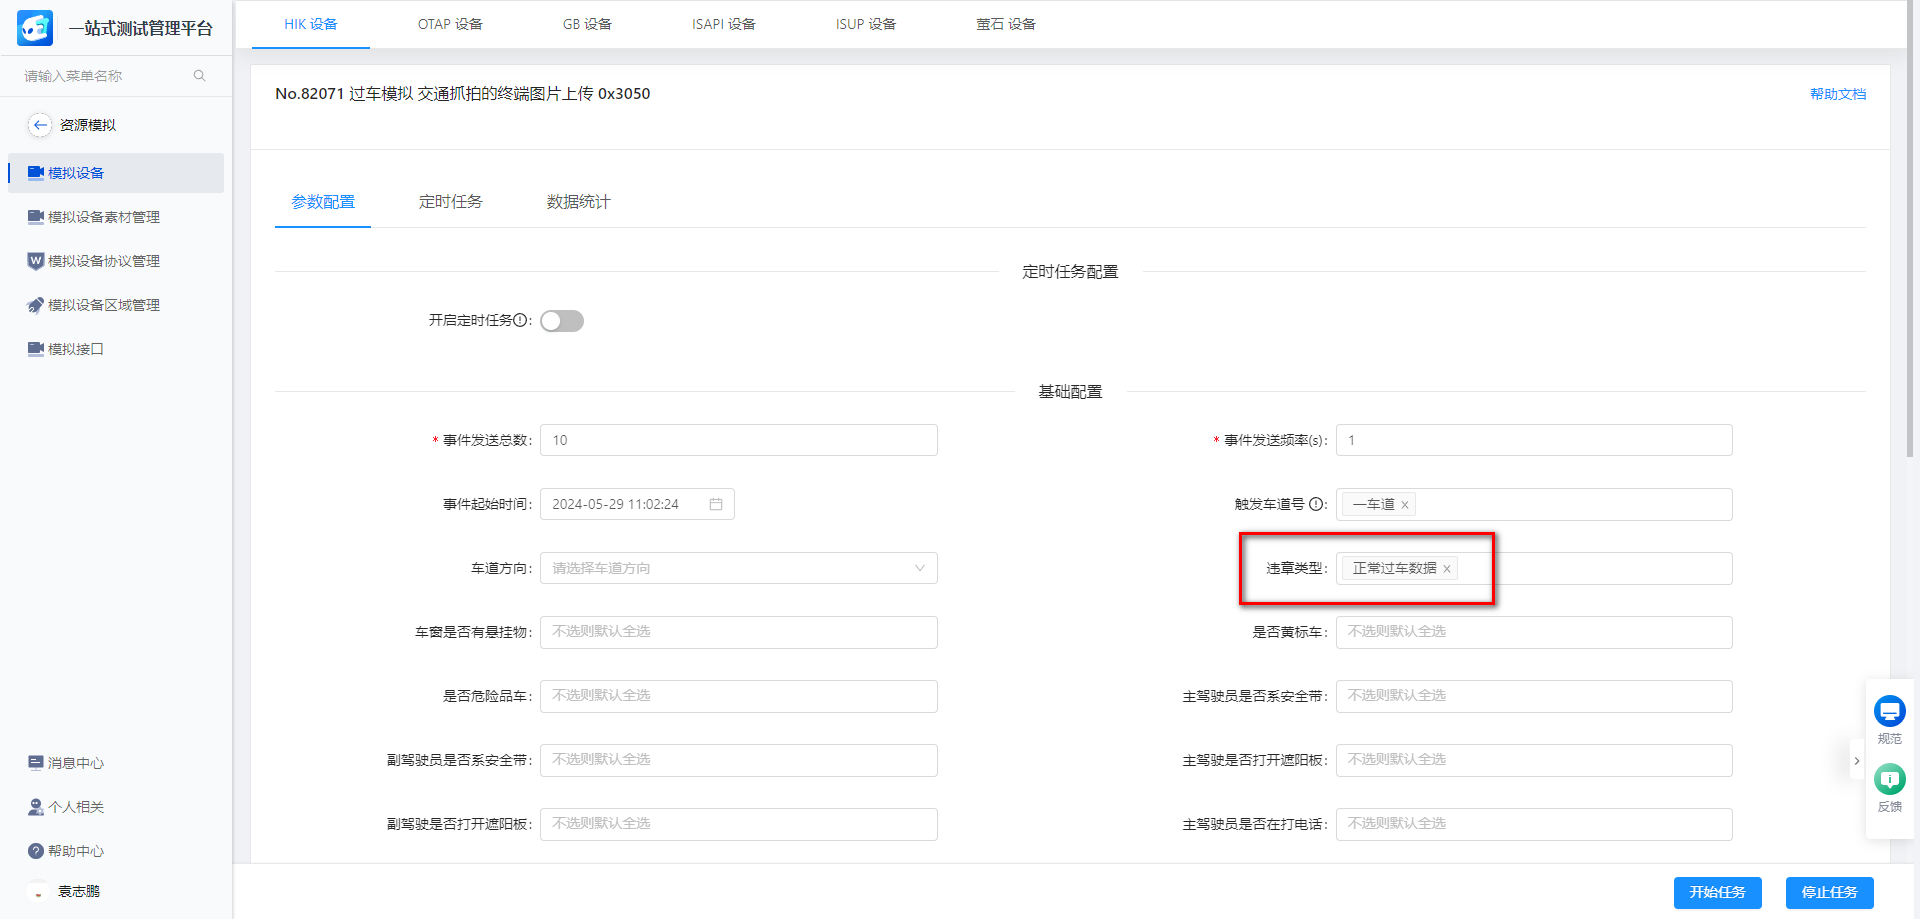 一站式测试管理平台
请输入菜单名称
资源模拟
模拟设备
模拟设备素材管理
模拟设备协议管理
模拟设备区域管理
模拟接口
消息中心
个人相关
帮助中心
袁志鹏
HIK 设备 OTAP 设备 GB 设备 ISAPI 设备 ISUP 设备 萤石 设备
No.82071 过车模拟 交通抓拍的终端图片上传 0x3050 帮助文档
参数配置 定时任务 数据统计
定时任务配置
开启定时任务:
基础配置
* 事件发送总数: 10 * 事件发送频率(s): 1
事件起始时间: 2024-05-29 11:02:24 触发车道号: 一车道 ×
车道方向: 请选择车道方向 违章类型: 正常过车数据 ×
车窗是否有悬挂物: 不选则默认全选 是否黄标车: 不选则默认全选
是否危险品车: 不选则默认全选 主驾驶员是否系安全带: 不选则默认全选
副驾驶员是否系安全带: 不选则默认全选 主驾驶是否打开遮阳板: 不选则默认全选
副驾驶是否打开遮阳板: 不选则默认全选 主驾驶员是否在打电话: 不选则默认全选
规范
反馈
开始任务 停止任务